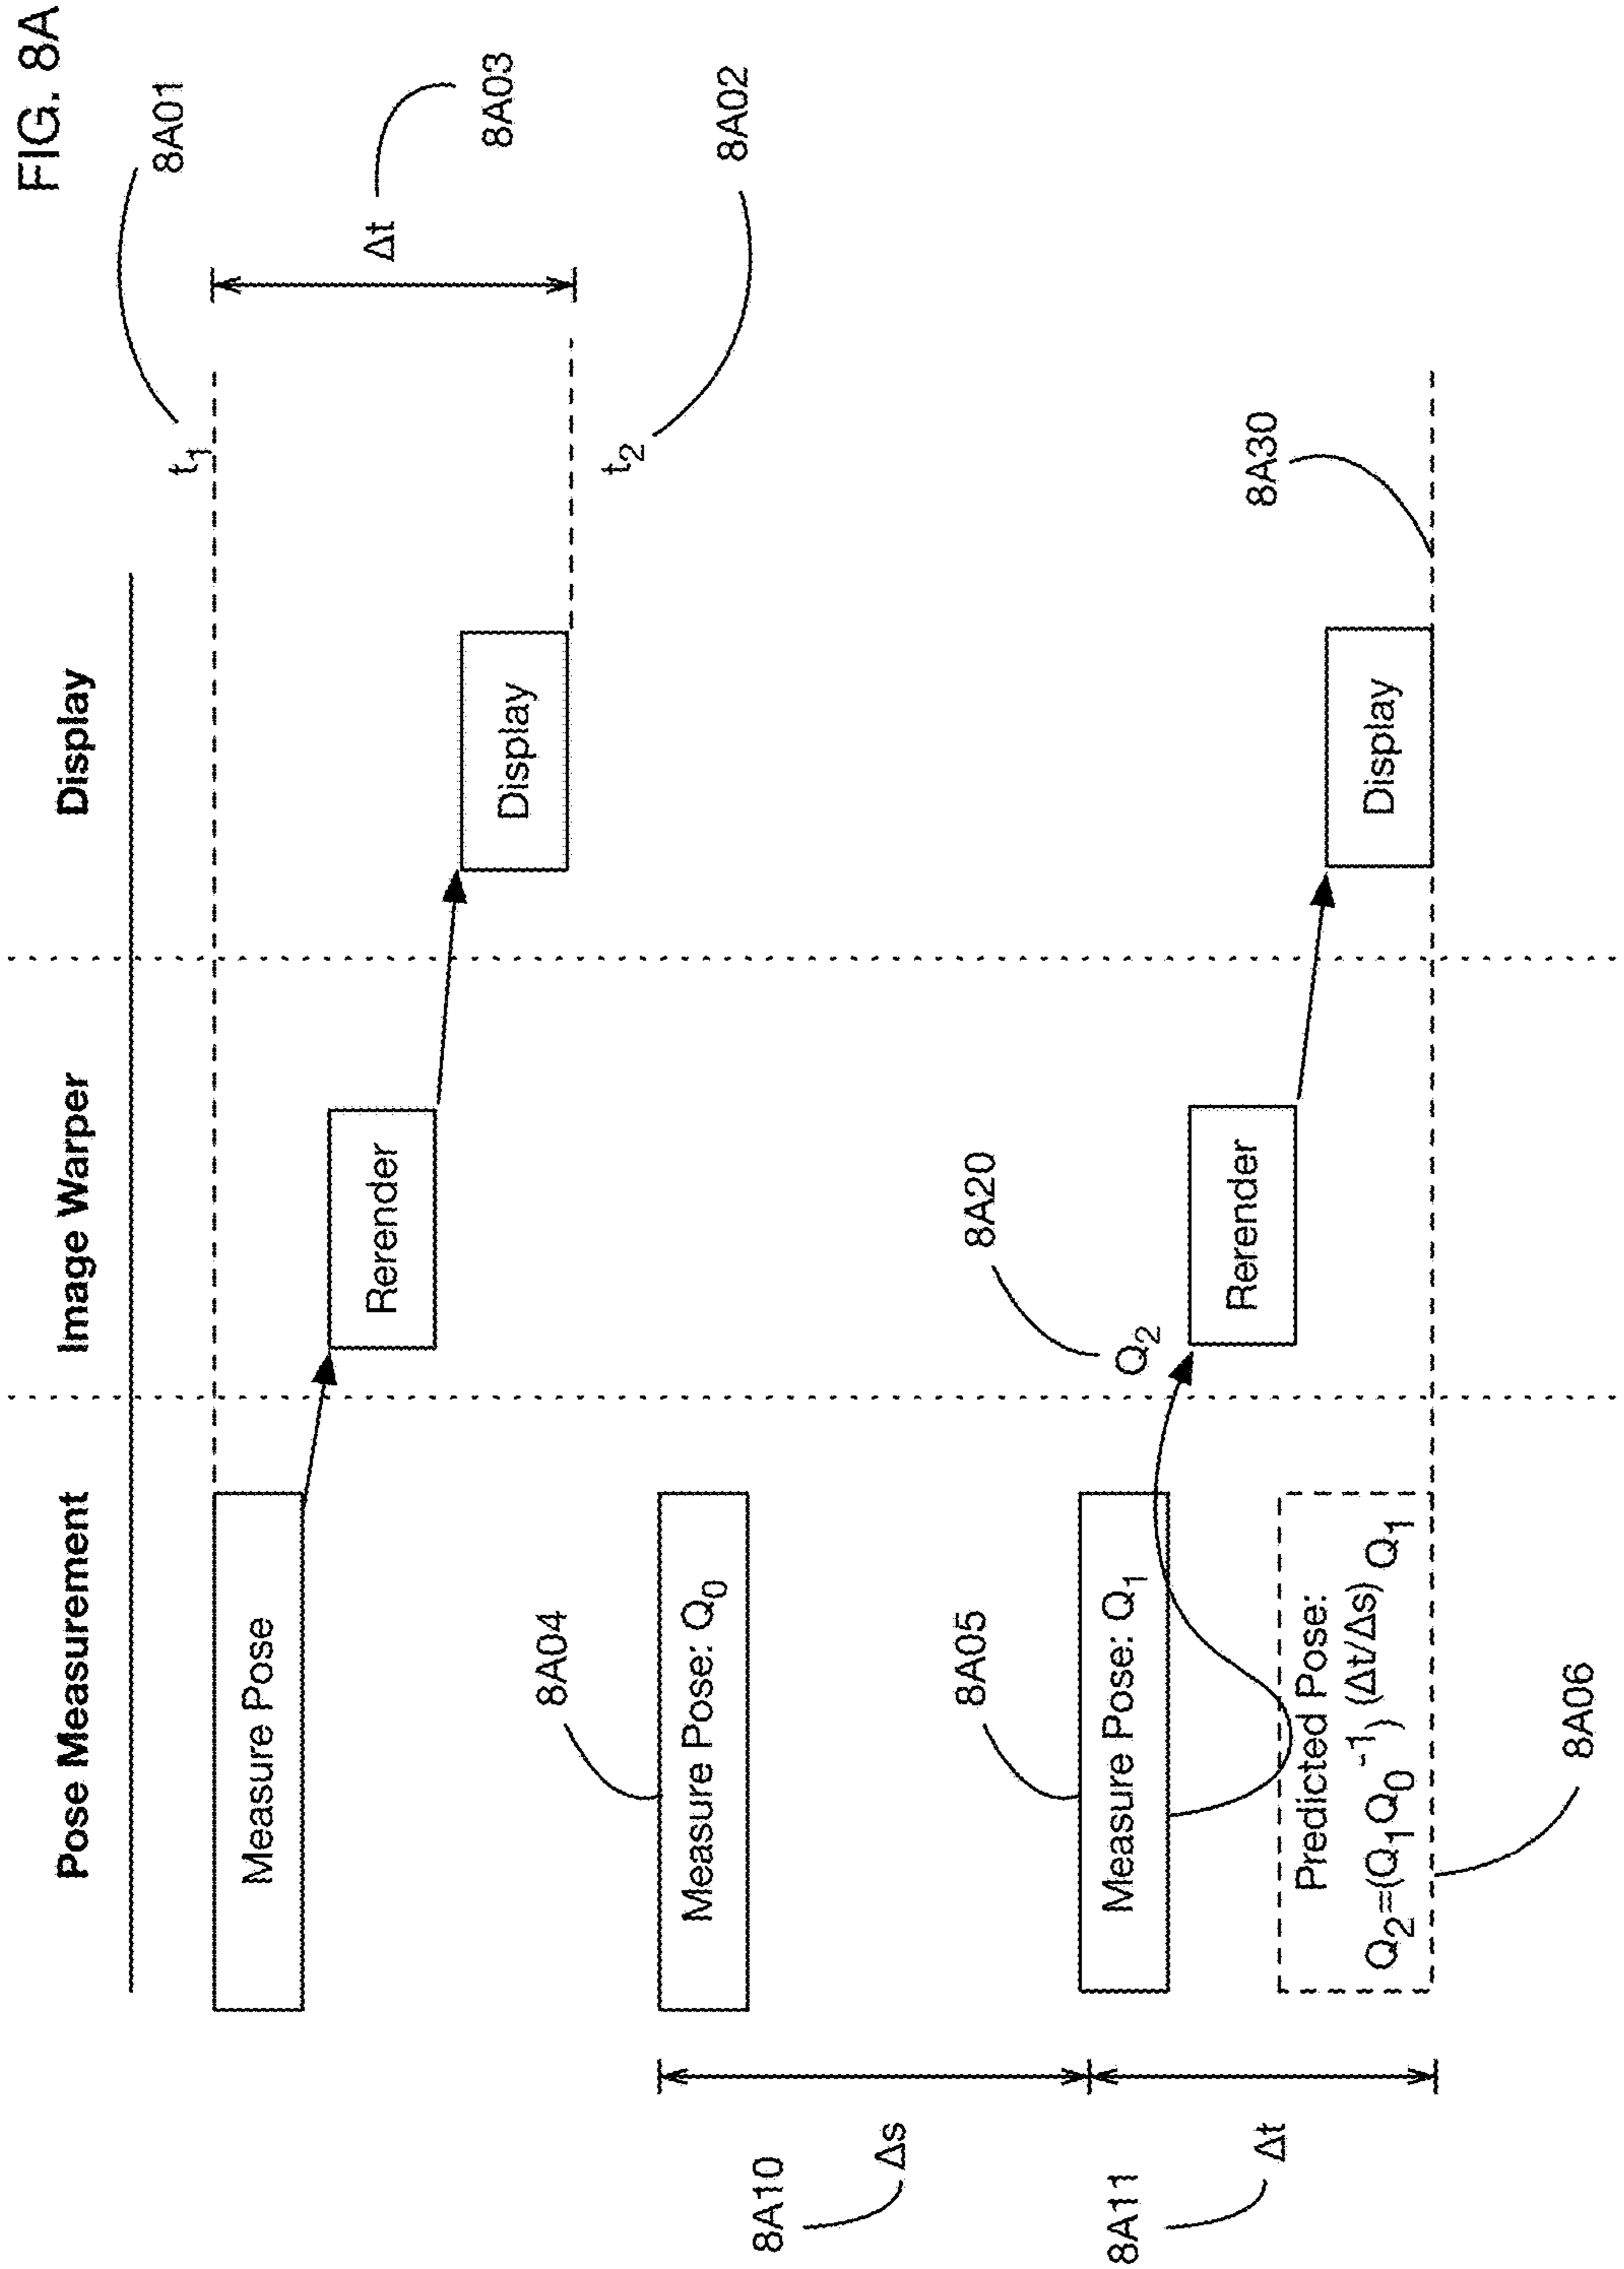 FIG. 8A
Pose Measurement
Image Warper
Display
8A01
t1
Measure Pose
Δt
8A03
Rerender
Display
t2
8A02
8A04
Measure Pose: Q0
8A10
Δs
8A05
Measure Pose: Q1
8A20
Q2
Rerender
8A30
8A11
Δt
Predicted Pose:
Q2=(Q1Q0-1) (Δt/Δs) Q1
Display
8A06